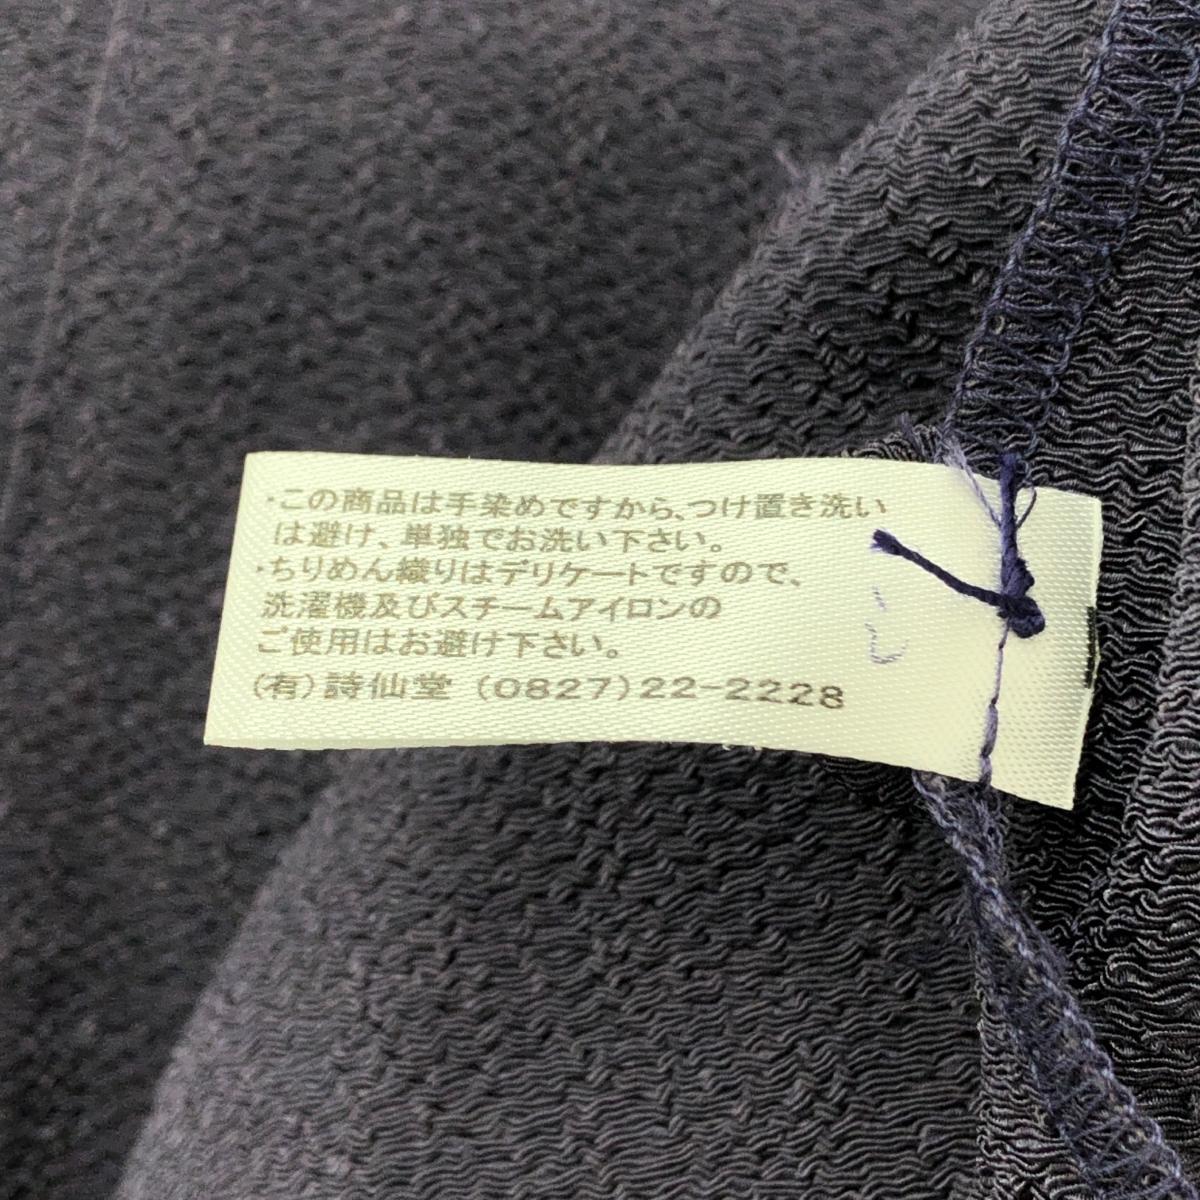 ・この商品は手染めですから、つけ置き洗い
は避け、単独でお洗い下さい。
・ちりめん織りはデリケートですので、
洗濯機及びスチームアイロンの
ご使用はお避け下さい。
(有)詩仙堂 (0827)22-2228